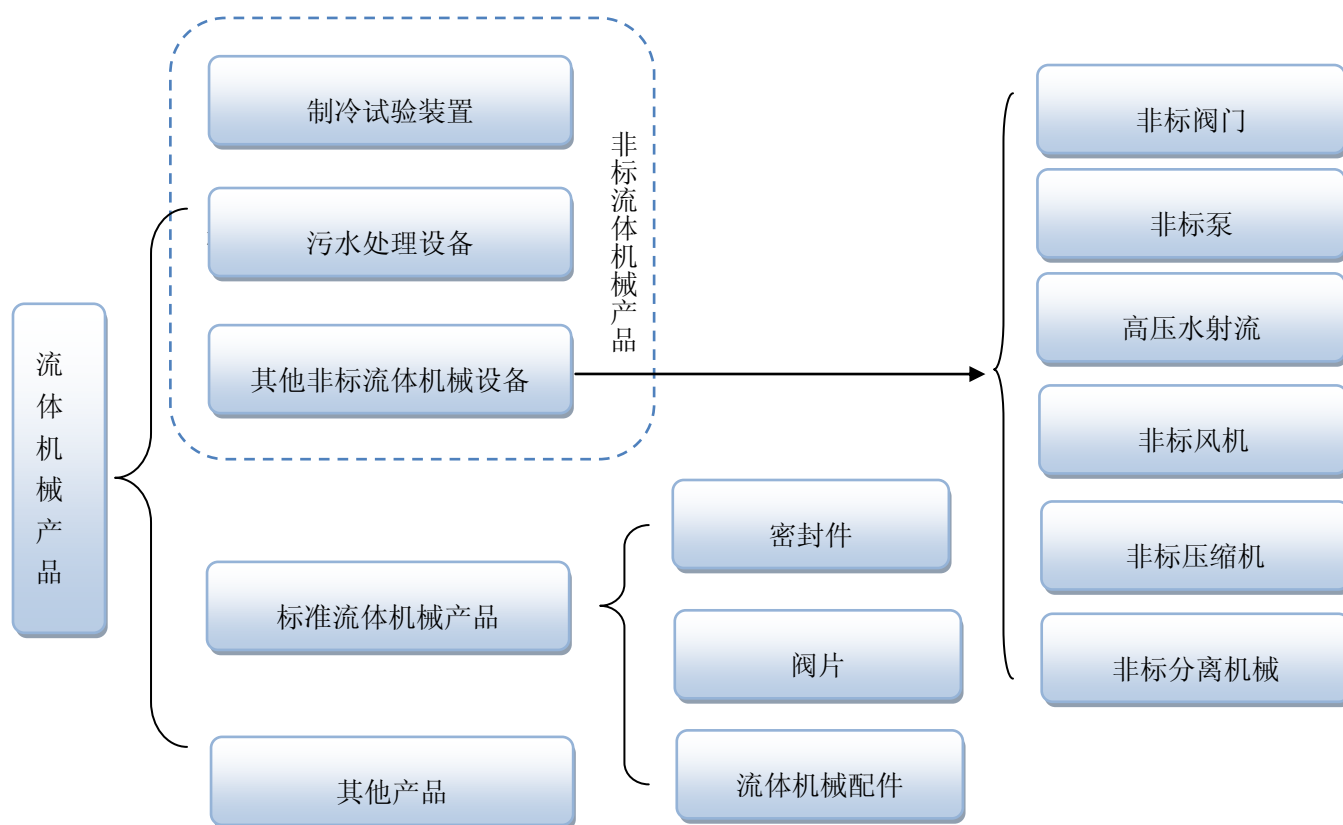 流体机械产品
制冷试验装置
污水处理设备
其他非标流体机械设备
非标流体机械产品
标准流体机械产品
其他产品
密封件
阀片
流体机械配件
非标阀门
非标泵
高压水射流
非标风机
非标压缩机
非标分离机械